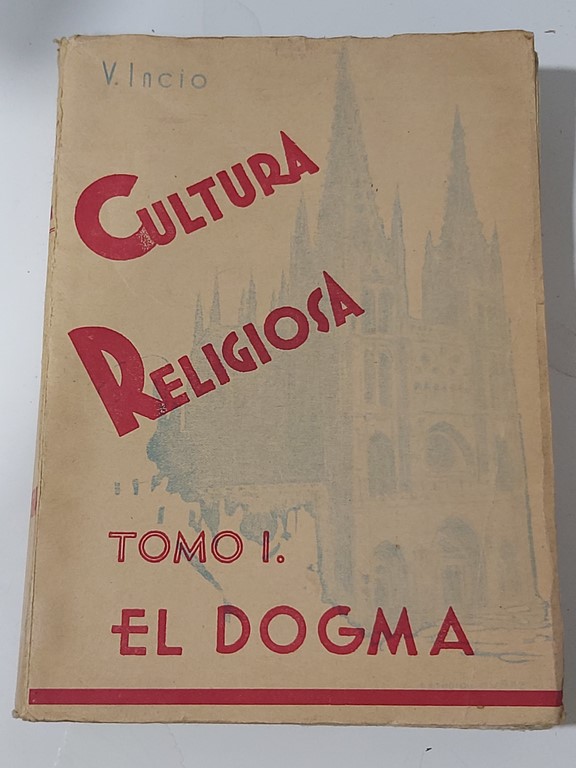 V. Incio
CULTURA
RELIGIOSA
TOMO I.
EL DOGMA